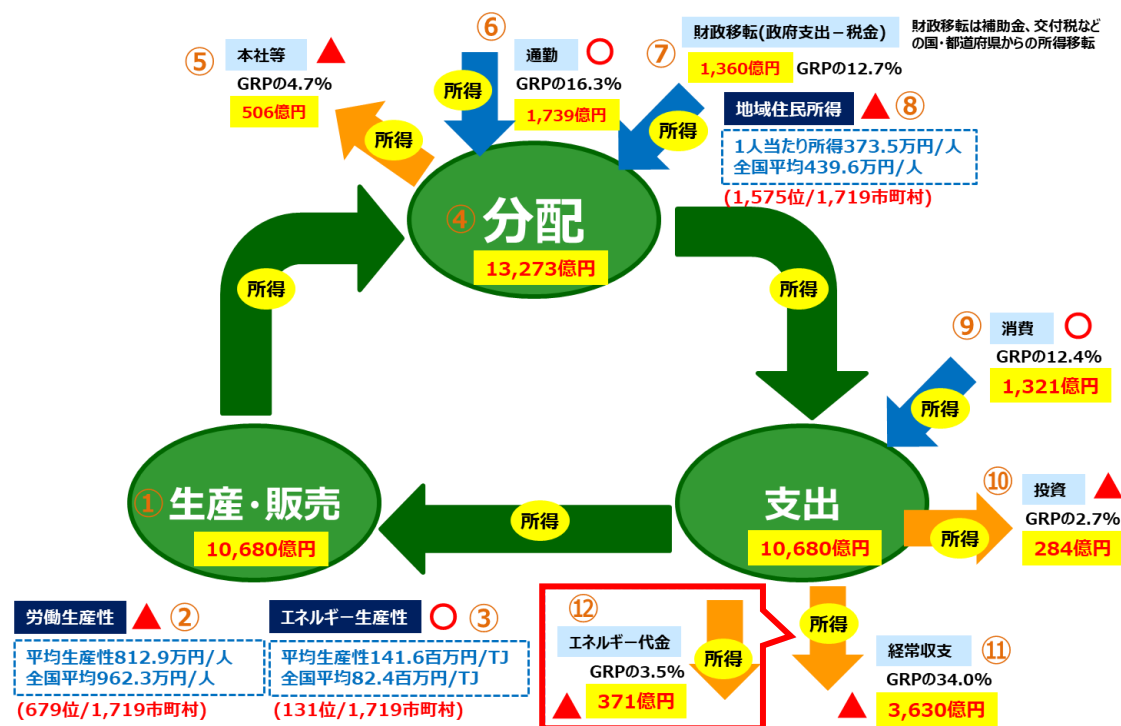 ⑤
本社等 ▲
GRPの4.7%
506億円
所得
⑥
通勤 ○
GRPの16.3%
1,739億円
所得
⑦
財政移転(政府支出－税金)
1,360億円 GRPの12.7%
所得
財政移転は補助金、交付税など
の国・都道府県からの所得移転
地域住民所得 ▲ ⑧
1人当たり所得373.5万円/人
全国平均439.6万円/人
(1,575位/1,719市町村)
④ 分配
13,273億円
所得
所得
⑨
消費 ○
GRPの12.4%
1,321億円
所得
① 生産・販売
10,680億円
所得
支出
10,680億円
⑩
投資 ▲
GRPの2.7%
284億円
所得
労働生産性 ▲ ②
平均生産性812.9万円/人
全国平均962.3万円/人
(679位/1,719市町村)
エネルギー生産性 ○ ③
平均生産性141.6百万円/TJ
全国平均82.4百万円/TJ
(131位/1,719市町村)
⑫
エネルギー代金
GRPの3.5%
▲ 371億円
所得
所得
経常収支 ⑪
GRPの34.0%
▲ 3,630億円